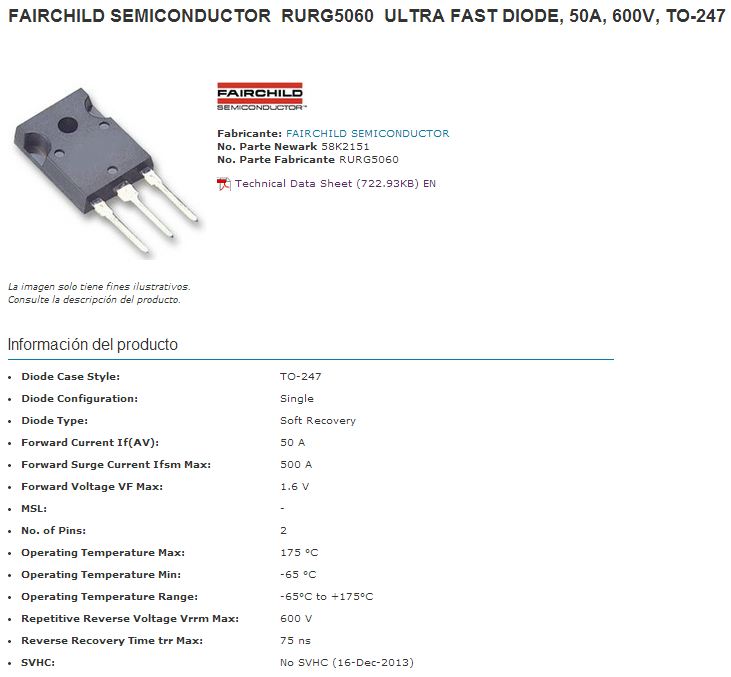 FAIRCHILD SEMICONDUCTOR RURG5060 ULTRA FAST DIODE, 50A, 600V, TO-247
FAIRCHILD
SEMICONDUCTOR™
Fabricante: FAIRCHILD SEMICONDUCTOR
No. Parte Newark 58K2151
No. Parte Fabricante RURG5060
Technical Data Sheet (722.93KB) EN
La imagen solo tiene fines ilustrativos.
Consulte la descripción del producto.
Información del producto
• Diode Case Style: TO-247
• Diode Configuration: Single
• Diode Type: Soft Recovery
• Forward Current If(AV): 50 A
• Forward Surge Current Ifsm Max: 500 A
• Forward Voltage VF Max: 1.6 V
• MSL: -
• No. of Pins: 2
• Operating Temperature Max: 175 °C
• Operating Temperature Min: -65 °C
• Operating Temperature Range: -65°C to +175°C
• Repetitive Reverse Voltage Vrrm Max: 600 V
• Reverse Recovery Time trr Max: 75 ns
• SVHC: No SVHC (16-Dec-2013)